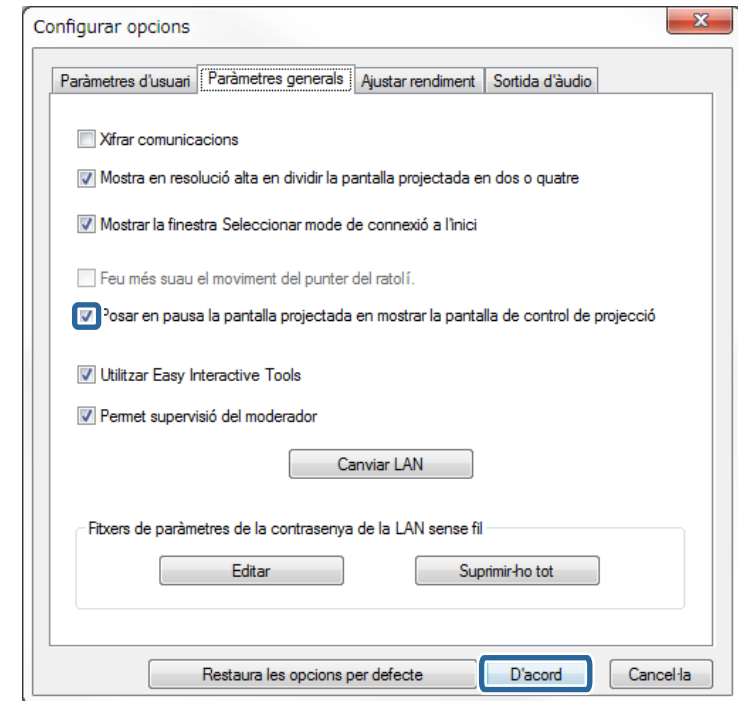 Configurar opcions
Paràmetres d'usuari Paràmetres generals Ajustar rendiment Sortida d'àudio
Xifrar comunicacions
Mostra en resolució alta en dividir la pantalla projectada en dos o quatre
Mostrar la finestra Seleccionar mode de connexió a l'inici
Feu més suau el moviment del punter del ratolí.
Posar en pausa la pantalla projectada en mostrar la pantalla de control de projecció
Utilitzar Easy Interactive Tools
Permet supervisió del moderador
Canviar LAN
Fitxers de paràmetres de la contrasenya de la LAN sense fil
Editar Suprimir-ho tot
Restaura les opcions per defecte D'acord Cancel·la